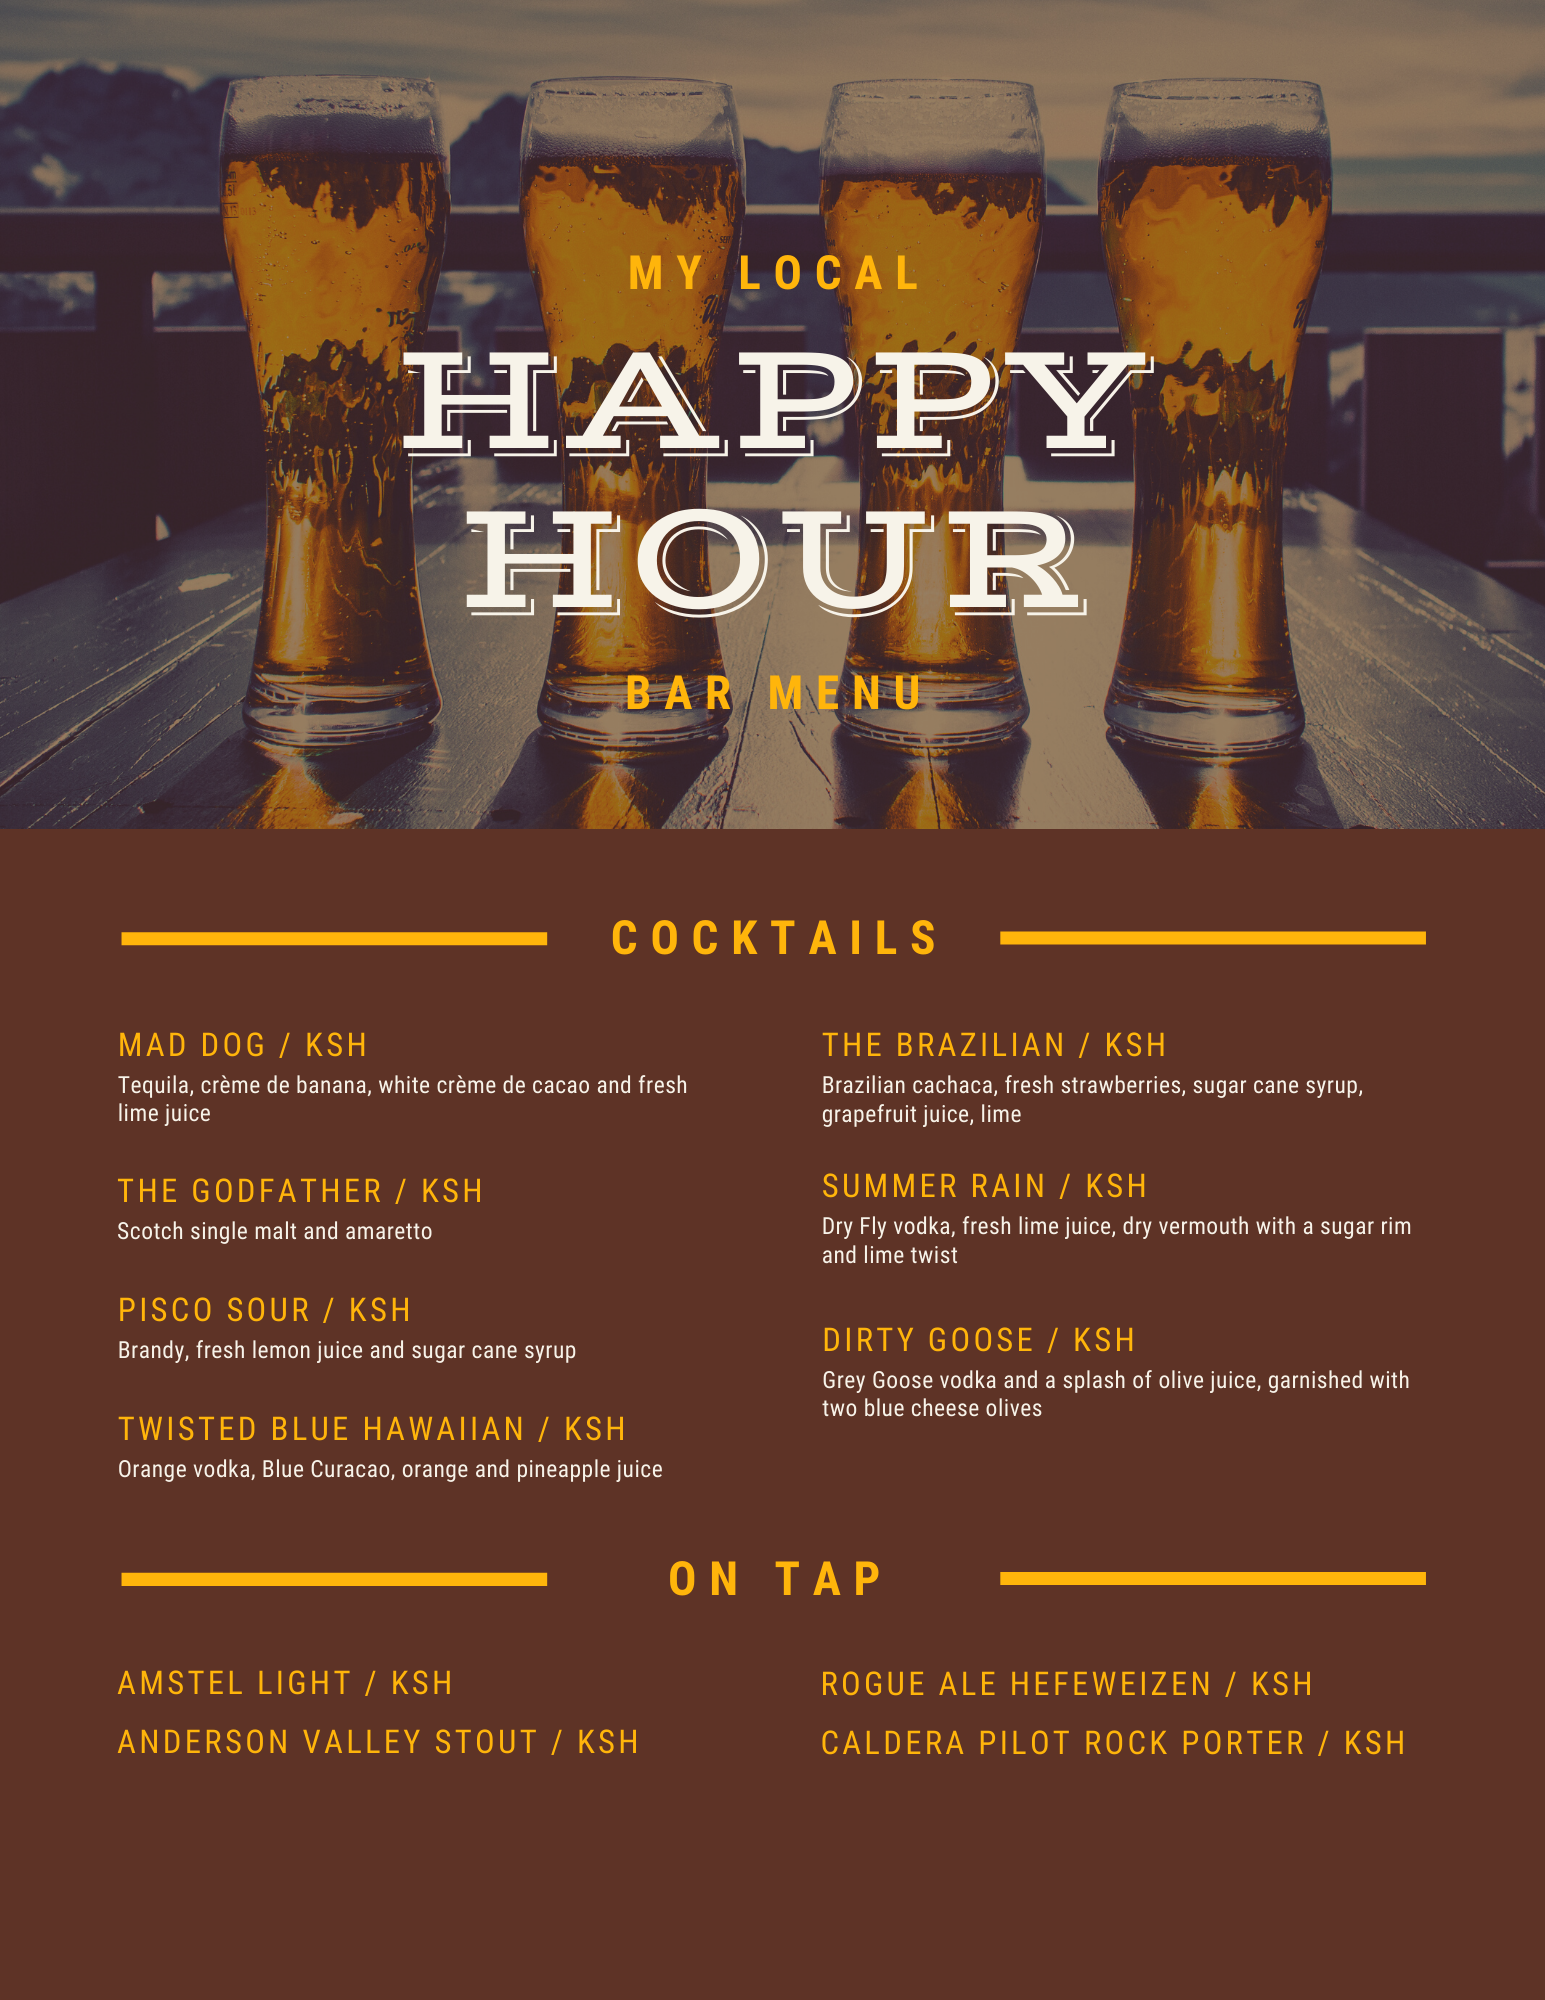 MY LOCAL
HAPPY
HOUR
BAR MENU
COCKTAILS
MAD DOG / KSH
Tequila, crème de banana, white crème de cacao and fresh
lime juice
THE GODFATHER / KSH
Scotch single malt and amaretto
PISCO SOUR / KSH
Brandy, fresh lemon juice and sugar cane syrup
TWISTED BLUE HAWAIIAN / KSH
Orange vodka, Blue Curacao, orange and pineapple juice
THE BRAZILIAN / KSH
Brazilian cachaca, fresh strawberries, sugar cane syrup,
grapefruit juice, lime
SUMMER RAIN / KSH
Dry Fly vodka, fresh lime juice, dry vermouth with a sugar rim
and lime twist
DIRTY GOOSE / KSH
Grey Goose vodka and a splash of olive juice, garnished with
two blue cheese olives
ON TAP
AMSTEL LIGHT / KSH
ANDERSON VALLEY STOUT / KSH
ROGUE ALE HEFEWEIZEN / KSH
CALDERA PILOT ROCK PORTER / KSH